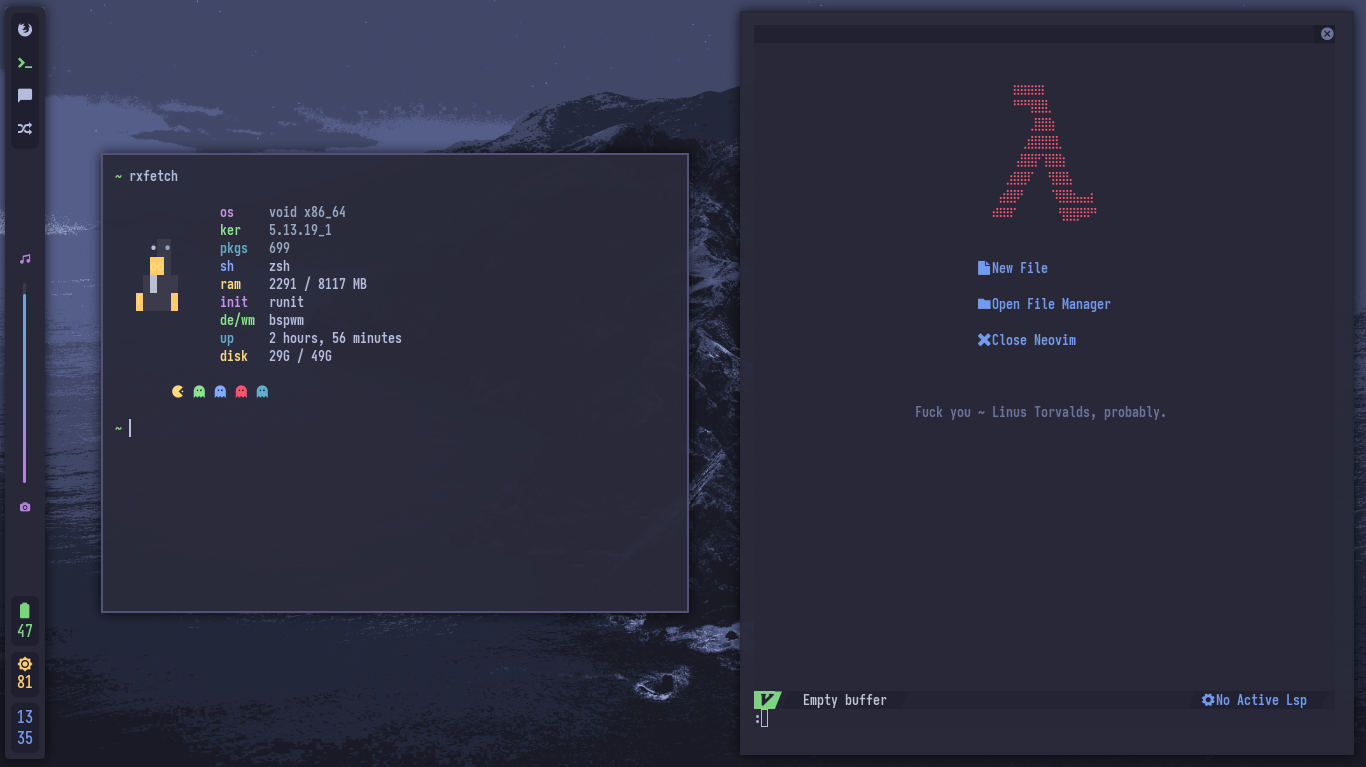 ~ rxfetch
os void x86_64
ker 5.13.19_1
pkgs 699
sh zsh
ram 2291 / 8117 MB
init runit
de/wm bspwm
up 2 hours, 56 minutes
disk 29G / 49G
~
47
81
13
35
New File
Open File Manager
Close Neovim
Fuck you ~ Linus Torvalds, probably.
Empty buffer
No Active Lsp
: